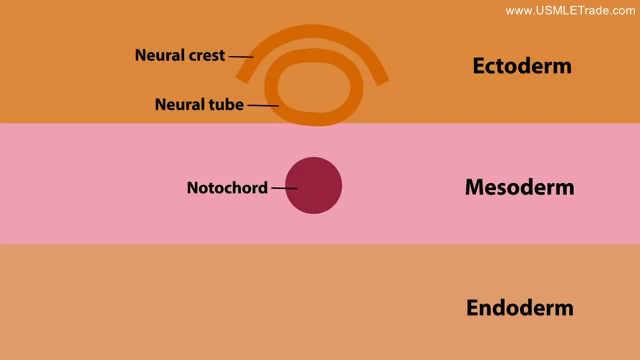 www.USMLETrade.com
Neural crest
Ectoderm
Neural tube
Notochord
Mesoderm
Endoderm